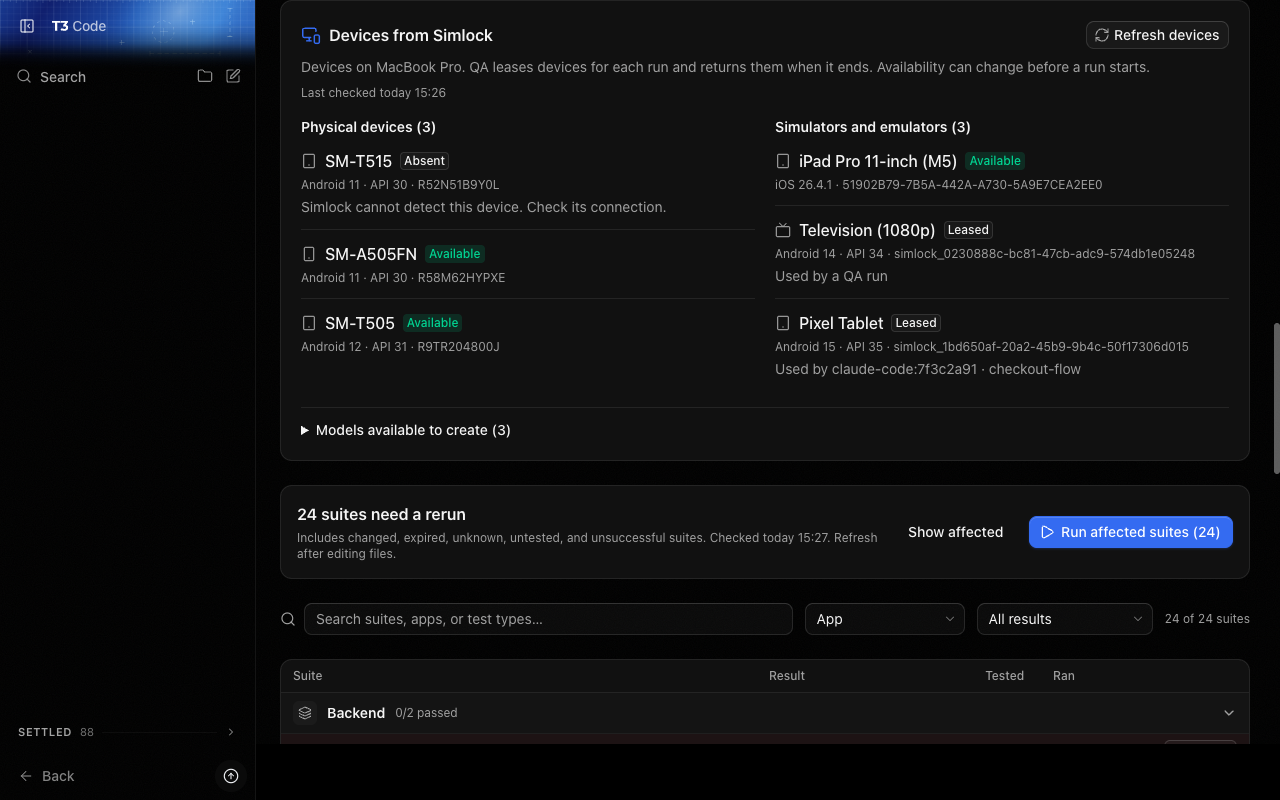 T3 Code
Search
SETTLED 88
Back
Devices from Simlock
Refresh devices
Devices on MacBook Pro. QA leases devices for each run and returns them when it ends. Availability can change before a run starts.
Last checked today 15:26
Physical devices (3)
SM-T515 Absent
Android 11 · API 30 · R52N51B9Y0L
Simlock cannot detect this device. Check its connection.
SM-A505FN Available
Android 11 · API 30 · R58M62HYPXE
SM-T505 Available
Android 12 · API 31 · R9TR204800J
Simulators and emulators (3)
iPad Pro 11-inch (M5) Available
iOS 26.4.1 · 51902B79-7B5A-442A-A730-5A9E7CEA2EE0
Television (1080p) Leased
Android 14 · API 34 · simlock_0230888c-bc81-47cb-adc9-574db1e05248
Used by a QA run
Pixel Tablet Leased
Android 15 · API 35 · simlock_1bd650af-20a2-45b9-9b4c-50f17306d015
Used by claude-code:7f3c2a91 · checkout-flow
Models available to create (3)
24 suites need a rerun
Includes changed, expired, unknown, untested, and unsuccessful suites. Checked today 15:27. Refresh
after editing files.
Show affected
Run affected suites (24)
Search suites, apps, or test types...
App
All results
24 of 24 suites
Suite Result Tested Ran
Backend 0/2 passed